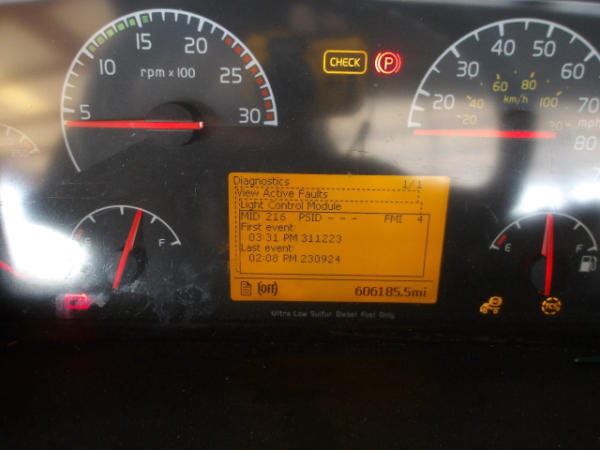 5 10 15 20 25 30
rpm x 100
CHECK
P
20 30 40 50 60 70 80
mph
20 40 60 80 100
km/h
Diagnostics 1/1
View Active Faults
Light Control Module
MID 216 PSID - - - FMI 4
First event:
03:31 PM 311223
Last event:
02:08 PM 230924
(Off) 606185.5mi
E F
E F
Ultra Low Sulfur Diesel Fuel Only.